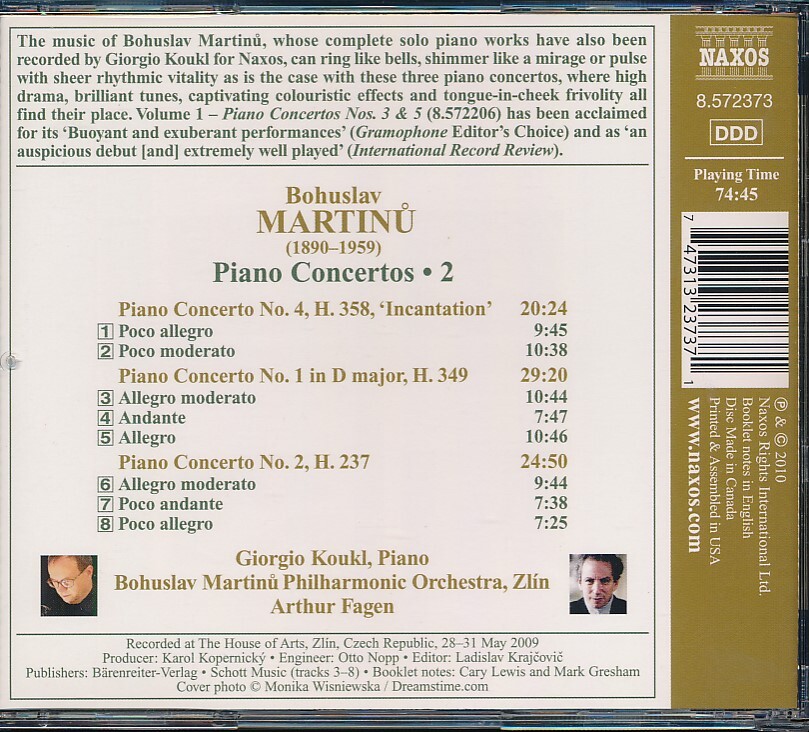 The music of Bohuslav Martinů, whose complete solo piano works have also been
recorded by Giorgio Koukl for Naxos, can ring like bells, shimmer like a mirage or pulse
with sheer rhythmic vitality as is the case with these three piano concertos, where high
drama, brilliant tunes, captivating colouristic effects and tongue-in-cheek frivolity all
find their place. Volume 1 – Piano Concertos Nos. 3 & 5 (8.572206) has been acclaimed
for its ‘Buoyant and exuberant performances’ (Gramophone Editor’s Choice) and as ‘an
auspicious debut [and] extremely well played’ (International Record Review).
Bohuslav
MARTINŮ
(1890–1959)
Piano Concertos • 2
Piano Concerto No. 4, H. 358, ‘Incantation’ 20:24
1 Poco allegro 9:45
2 Poco moderato 10:38
Piano Concerto No. 1 in D major, H. 349 29:20
3 Allegro moderato 10:44
4 Andante 7:47
5 Allegro 10:46
Piano Concerto No. 2, H. 237 24:50
6 Allegro moderato 9:44
7 Poco andante 7:38
8 Poco allegro 7:25
Giorgio Koukl, Piano
Bohuslav Martinů Philharmonic Orchestra, Zlín
Arthur Fagen
Recorded at The House of Arts, Zlín, Czech Republic, 28–31 May 2009
Producer: Karol Kopernický • Engineer: Otto Nopp • Editor: Ladislav Krajčovič
Publishers: Bärenreiter-Verlag • Schott Music (tracks 3–8) • Booklet notes: Cary Lewis and Mark Gresham
Cover photo © Monika Wisniewska / Dreamstime.com
NAXOS
8.572373
DDD
Playing Time
74:45
7 47313 23737 1
℗ & © 2010
Naxos Rights International Ltd.
Booklet notes in English
Disc Made in Canada
Printed & Assembled in USA
www.naxos.com